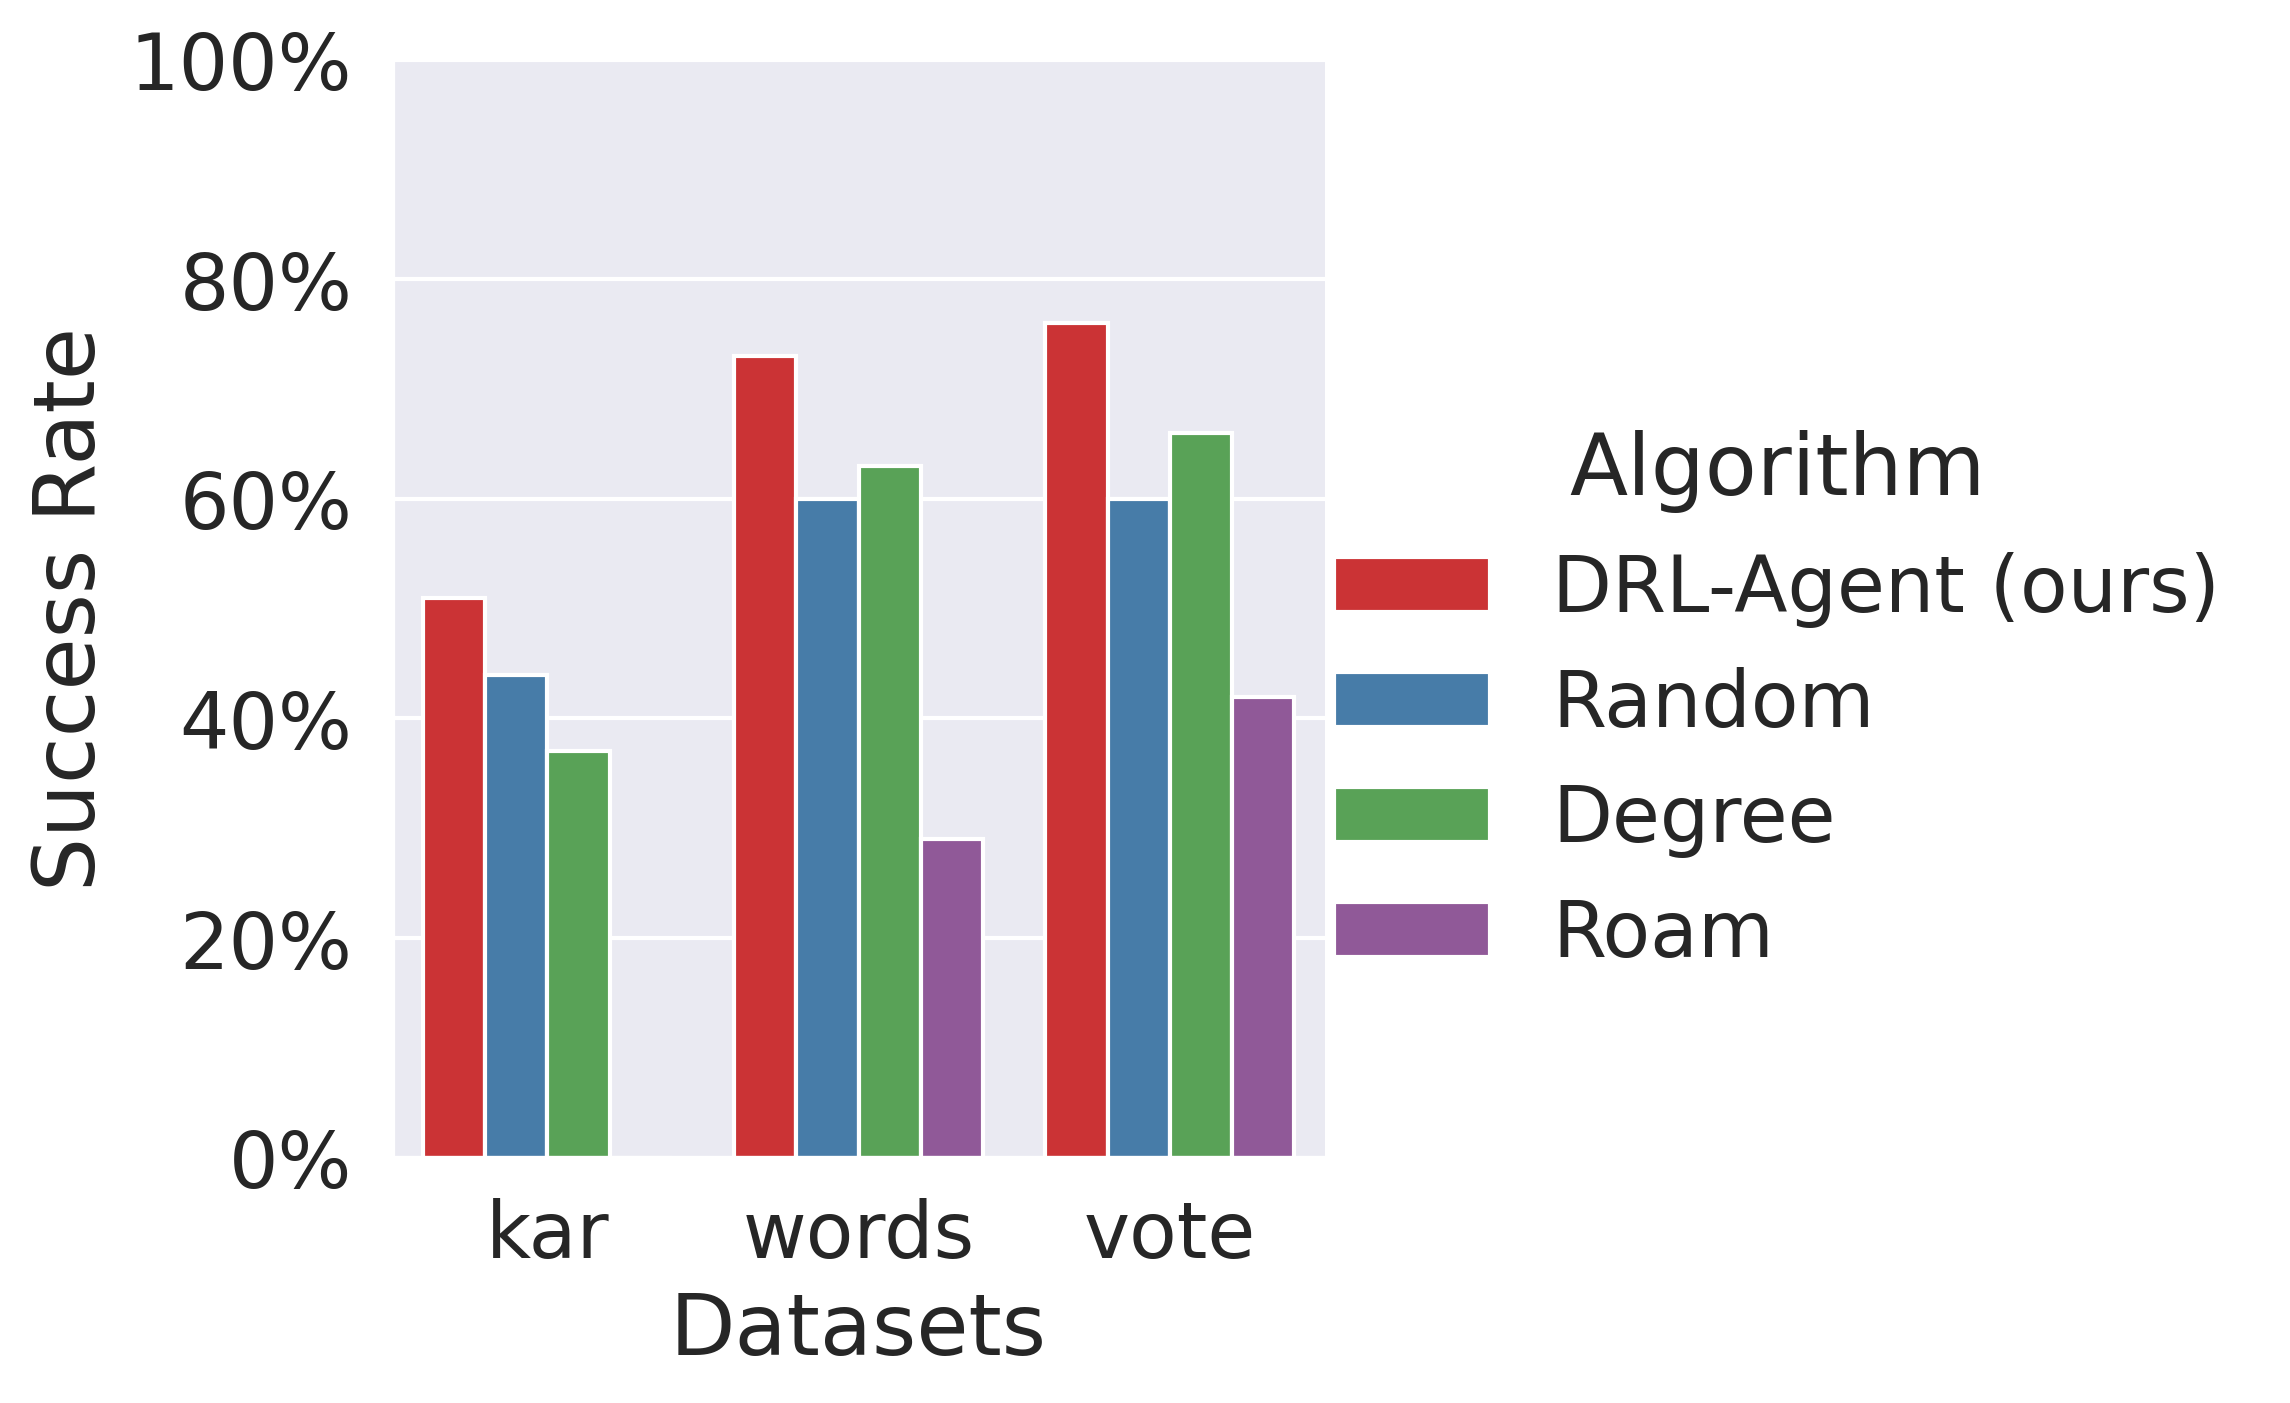 100%
80%
60%
40%
20%
0%
Success Rate
kar
words
vote
Datasets
Algorithm
DRL-Agent (ours)
Random
Degree
Roam